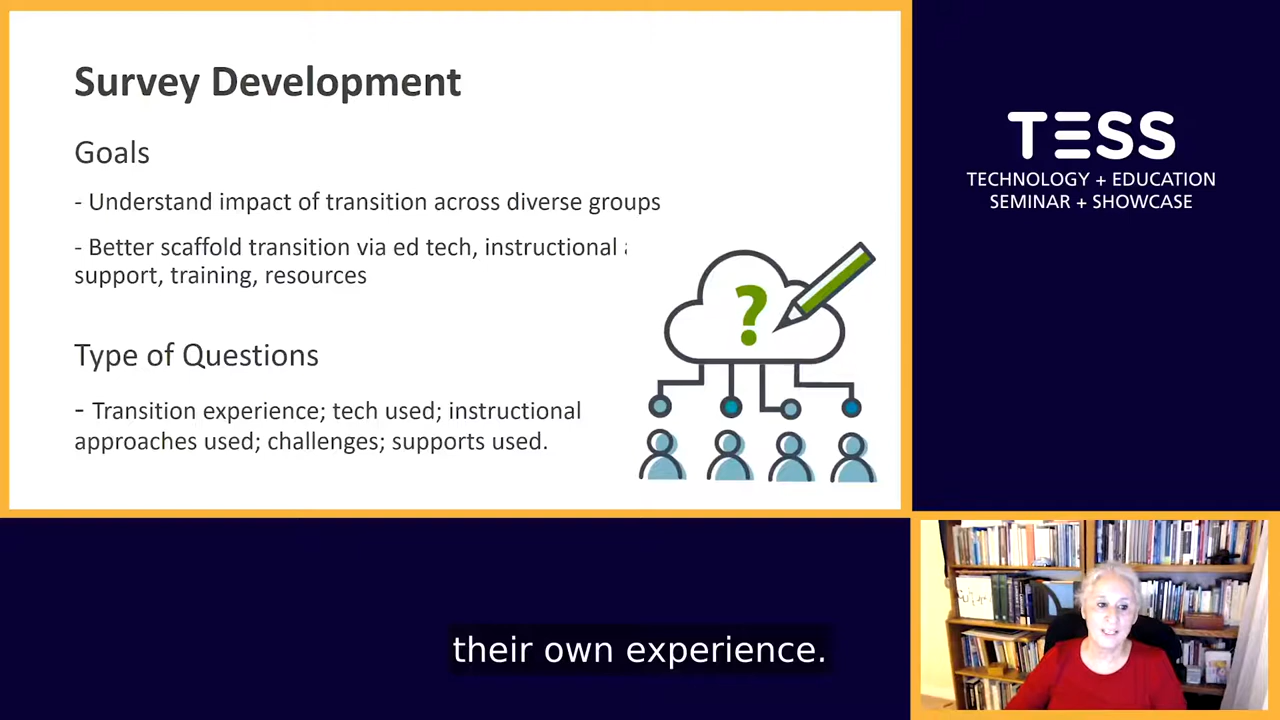 Survey Development
Goals
- Understand impact of transition across diverse groups
- Better scaffold transition via ed tech, instructional
support, training, resources
Type of Questions
- Transition experience; tech used; instructional
approaches used; challenges; supports used.
?
TESS
TECHNOLOGY + EDUCATION
SEMINAR + SHOWCASE
their own experience.